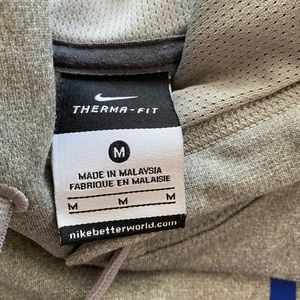 THERMA-FIT
M
MADE IN MALAYSIA
FABRIQUE EN MALAISIE
M M M
nikebetterworld.com